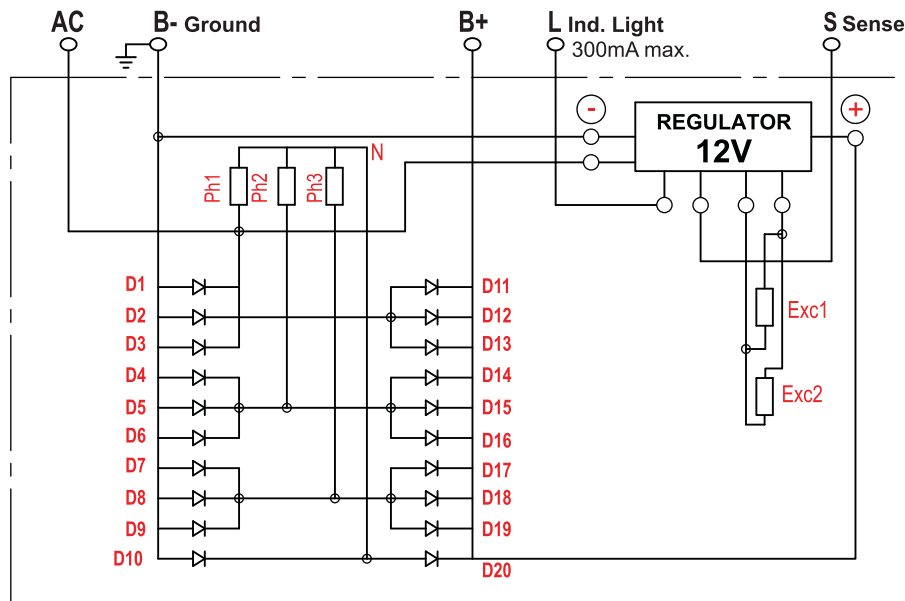 AC
B- Ground
B+
L Ind. Light
300mA max.
S Sense
-
+
REGULATOR
12V
N
Ph1
Ph2
Ph3
D1
D2
D3
D4
D5
D6
D7
D8
D9
D10
D11
D12
D13
D14
D15
D16
D17
D18
D19
D20
Exc1
Exc2